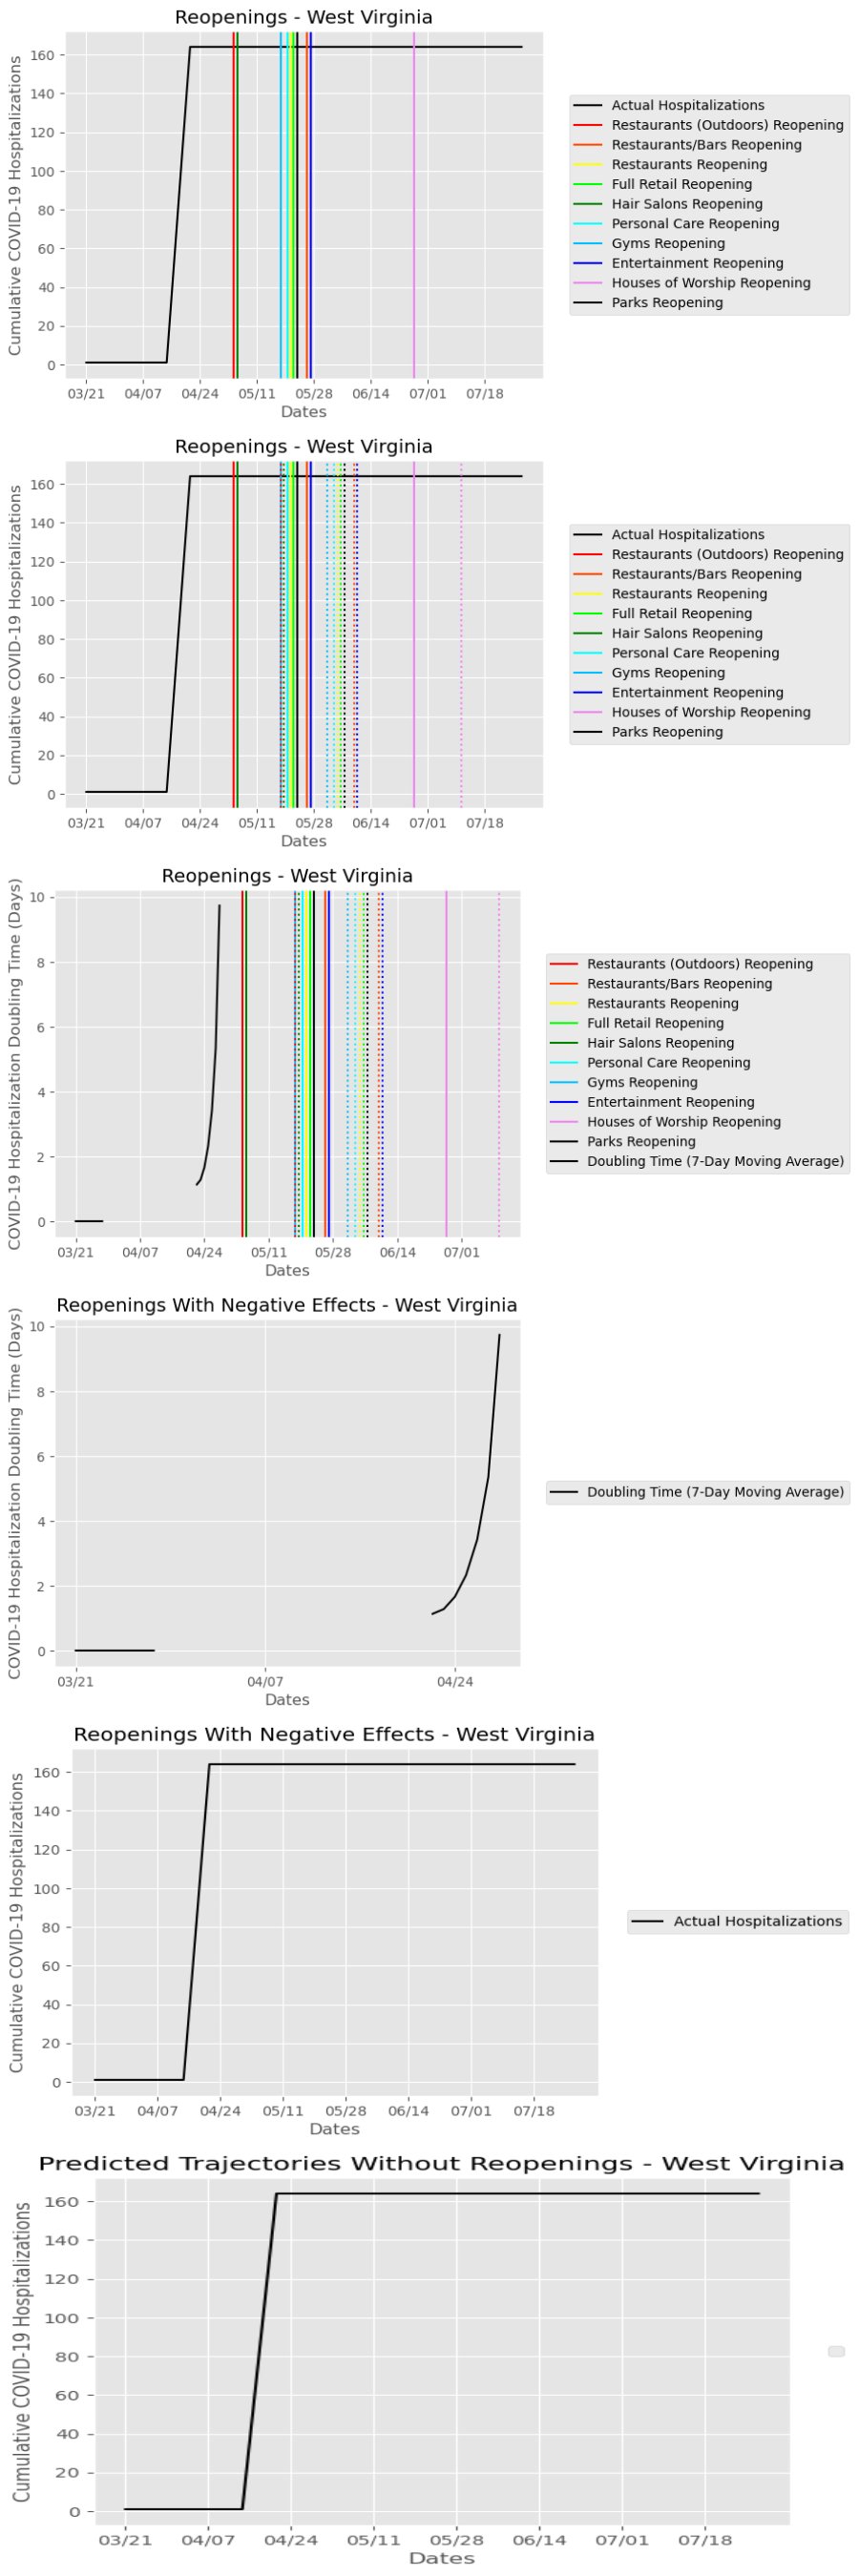 Reopenings - West Virginia
Cumulative COVID-19 Hospitalizations
160
140
120
100
80
60
40
20
0
03/21 04/07 04/24 05/11 05/28 06/14 07/01 07/18
Dates
Actual Hospitalizations
Restaurants (Outdoors) Reopening
Restaurants/Bars Reopening
Restaurants Reopening
Full Retail Reopening
Hair Salons Reopening
Personal Care Reopening
Gyms Reopening
Entertainment Reopening
Houses of Worship Reopening
Parks Reopening
Reopenings - West Virginia
Cumulative COVID-19 Hospitalizations
160
140
120
100
80
60
40
20
0
03/21 04/07 04/24 05/11 05/28 06/14 07/01 07/18
Dates
Actual Hospitalizations
Restaurants (Outdoors) Reopening
Restaurants/Bars Reopening
Restaurants Reopening
Full Retail Reopening
Hair Salons Reopening
Personal Care Reopening
Gyms Reopening
Entertainment Reopening
Houses of Worship Reopening
Parks Reopening
Reopenings - West Virginia
COVID-19 Hospitalization Doubling Time (Days)
10
8
6
4
2
0
03/21 04/07 04/24 05/11 05/28 06/14 07/01
Dates
Restaurants (Outdoors) Reopening
Restaurants/Bars Reopening
Restaurants Reopening
Full Retail Reopening
Hair Salons Reopening
Personal Care Reopening
Gyms Reopening
Entertainment Reopening
Houses of Worship Reopening
Parks Reopening
Doubling Time (7-Day Moving Average)
Reopenings With Negative Effects - West Virginia
COVID-19 Hospitalization Doubling Time (Days)
10
8
6
4
2
0
03/21 04/07 04/24
Dates
Doubling Time (7-Day Moving Average)
Reopenings With Negative Effects - West Virginia
Cumulative COVID-19 Hospitalizations
160
140
120
100
80
60
40
20
0
03/21 04/07 04/24 05/11 05/28 06/14 07/01 07/18
Dates
Actual Hospitalizations
Predicted Trajectories Without Reopenings - West Virginia
Cumulative COVID-19 Hospitalizations
160
140
120
100
80
60
40
20
0
03/21 04/07 04/24 05/11 05/28 06/14 07/01 07/18
Dates